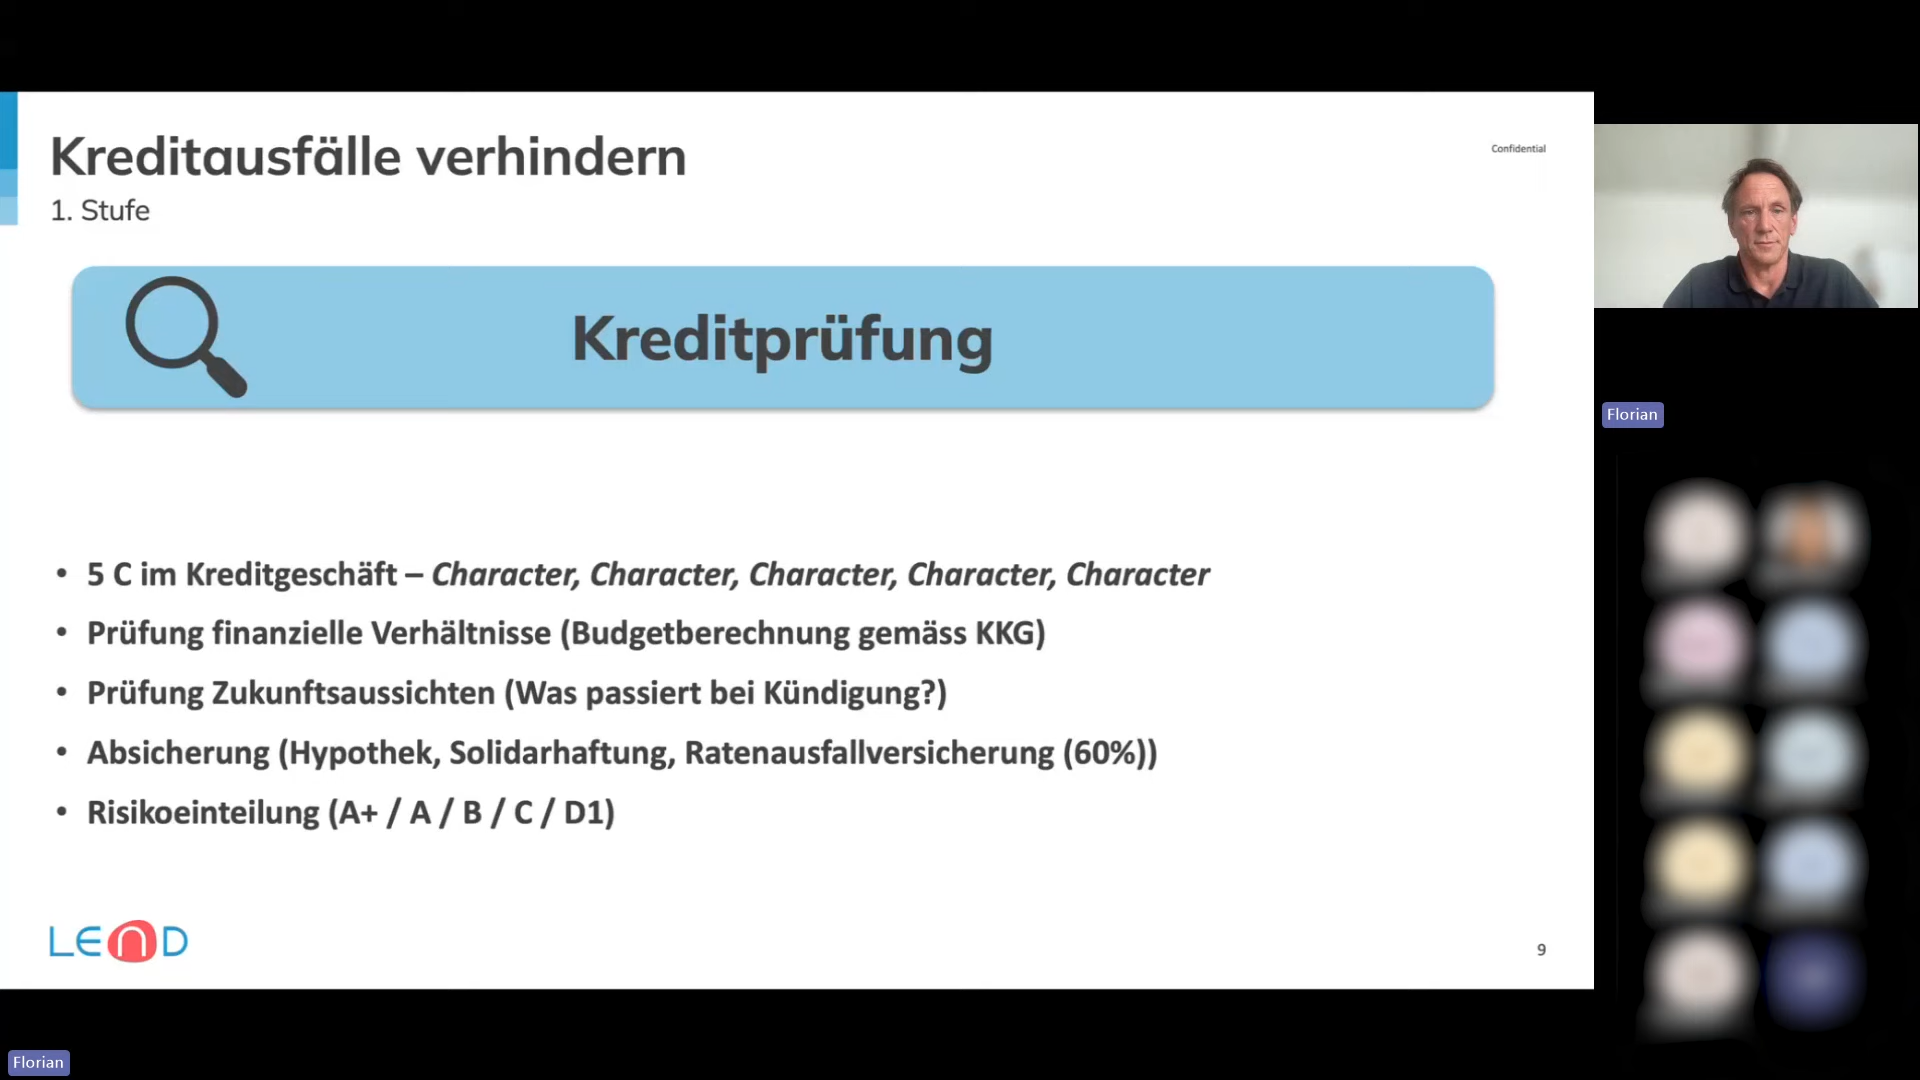 Kreditausfälle verhindern
Confidential
1. Stufe
Kreditprüfung
• 5 C im Kreditgeschäft – Character, Character, Character, Character, Character
• Prüfung finanzielle Verhältnisse (Budgetberechnung gemäss KKG)
• Prüfung Zukunftsaussichten (Was passiert bei Kündigung?)
• Absicherung (Hypothek, Solidarhaftung, Ratenausfallversicherung (60%))
• Risikoeinteilung (A+ / A / B / C / D1)
LEND
9
Florian
Florian